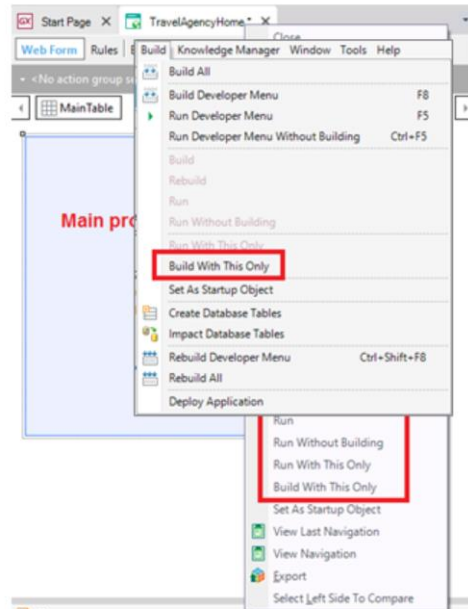 GX Start Page X TravelAgencyHome * X
Close
Web Form Rules Build Knowledge Manager Window Tools Help
<No action group se
Build All
MainTable
Build Developer Menu F8
Run Developer Menu F5
Run Developer Menu Without Building Ctrl+F5
Build
Rebuild
Run
Main pro
Run Without Building
Run With This Only
Build With This Only
Set As Startup Object
Create Database Tables
Impact Database Tables
Rebuild Developer Menu Ctrl+Shift+F8
Rebuild All
Deploy Application
Run
Run Without Building
Run With This Only
Build With This Only
Set As Startup Object
View Last Navigation
View Navigation
Export
Select Left Side To Compare